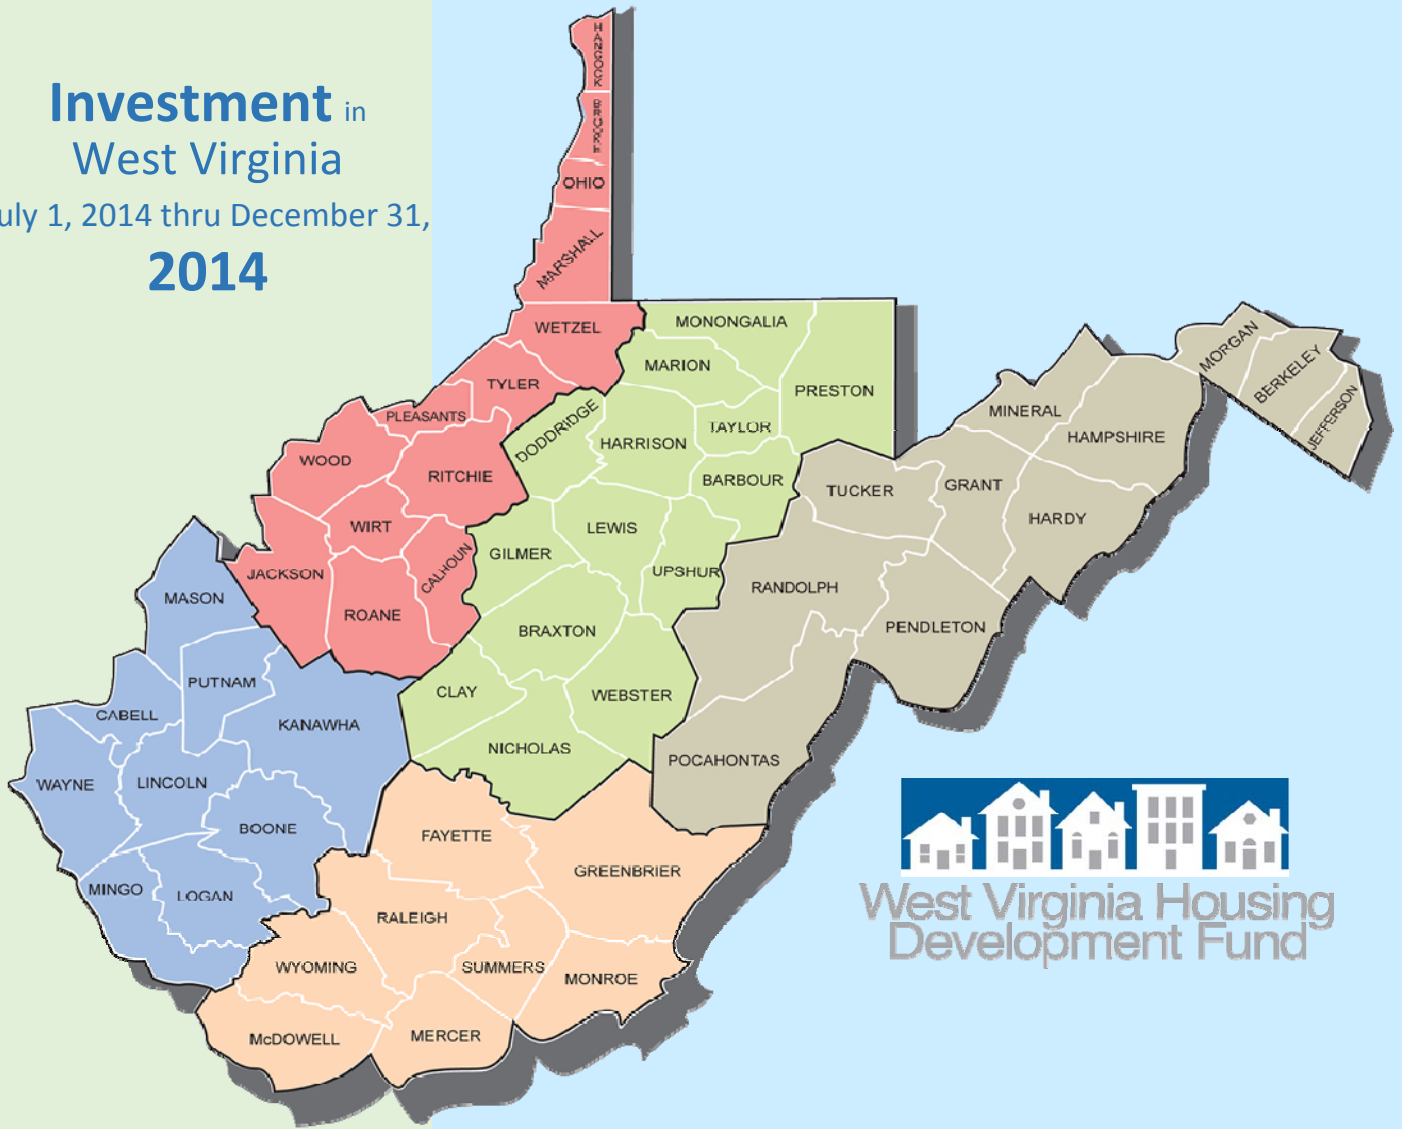 Investment in
West Virginia
uly 1, 2014 thru December 31,
2014
HANCOCK
BROOKE
OHIO
MARSHALL
WETZEL
MONONGALIA
MARION
TYLER
PRESTON
MORGAN
BERKELEY
JEFFERSON
PLEASANTS
DODDRIDGE
HARRISON
TAYLOR
MINERAL
HAMPSHIRE
WOOD
RITCHIE
BARBOUR
TUCKER
GRANT
HARDY
WIRT
LEWIS
GILMER
CALHOUN
JACKSON
UPSHUR
RANDOLPH
MASON
ROANE
BRAXTON
PENDLETON
PUTNAM
CLAY
WEBSTER
CABELL
KANAWHA
NICHOLAS
POCAHONTAS
WAYNE
LINCOLN
BOONE
FAYETTE
GREENBRIER
MINGO
LOGAN
RALEIGH
WYOMING
SUMMERS
MONROE
McDOWELL
MERCER
West Virginia Housing
Development Fund